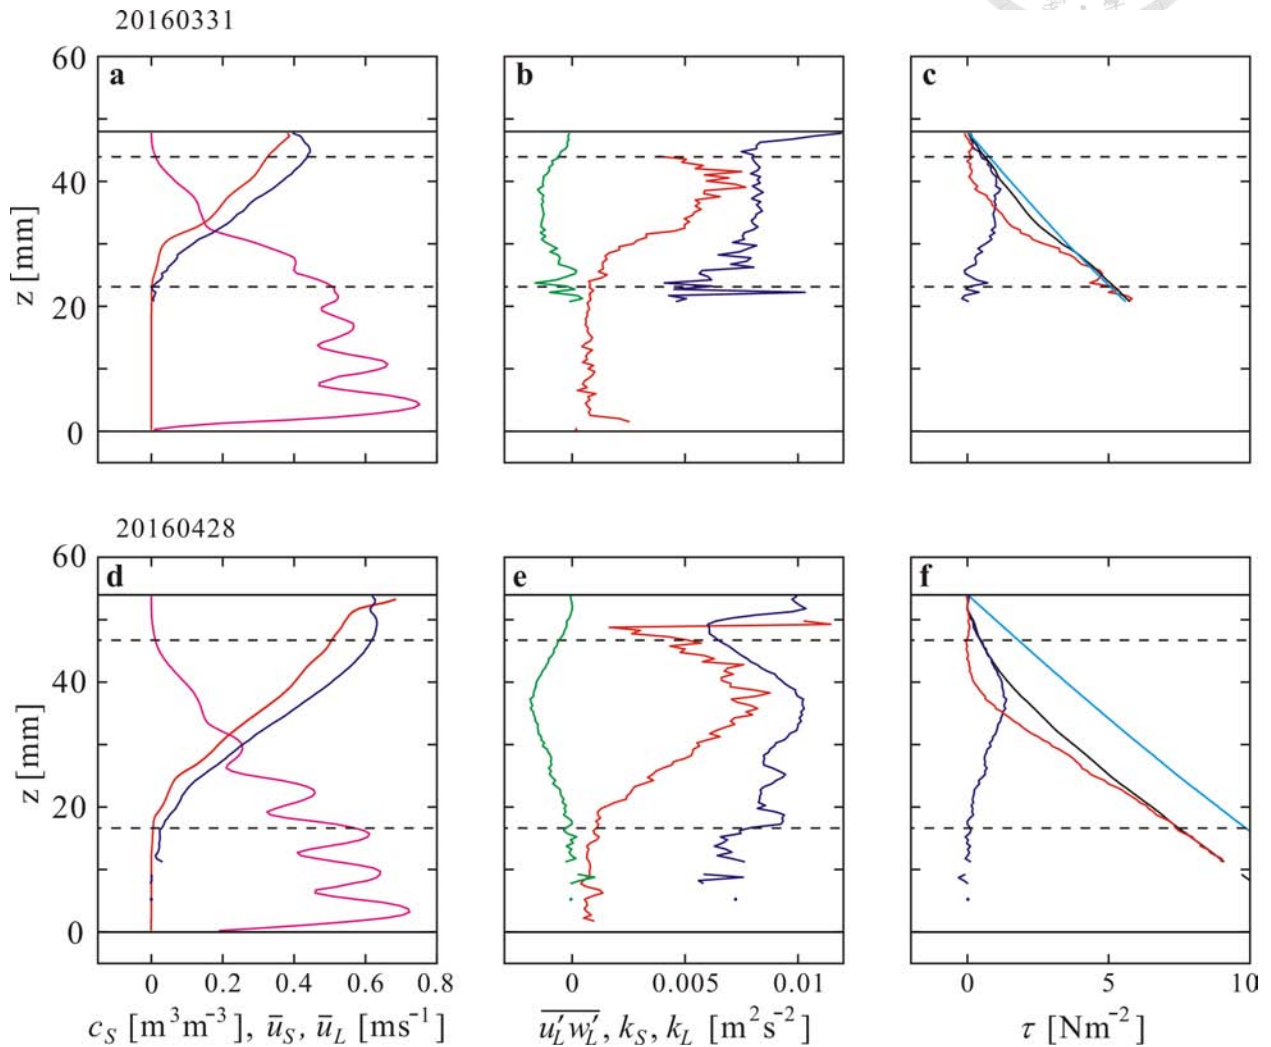 20160331
a
b
c
60
40
20
0
z [mm]
20160428
d
e
f
60
40
20
0
z [mm]
0 0.2 0.4 0.6 0.8
0 0.005 0.01
0 5 10
c_S [m³m⁻³], ū_S, ū_L [ms⁻¹]
u′_L w′_L, k_S, k_L [m²s⁻²]
τ [Nm⁻²]